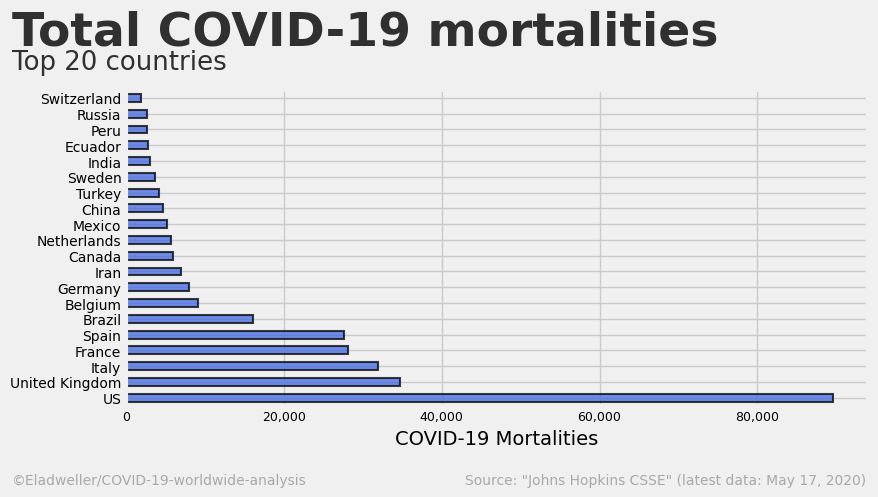 Total COVID-19 mortalities
Top 20 countries
Switzerland
Russia
Peru
Ecuador
India
Sweden
Turkey
China
Mexico
Netherlands
Canada
Iran
Germany
Belgium
Brazil
Spain
France
Italy
United Kingdom
US
0 20,000 40,000 60,000 80,000
COVID-19 Mortalities
©Eladweller/COVID-19-worldwide-analysis Source: "Johns Hopkins CSSE" (latest data: May 17, 2020)